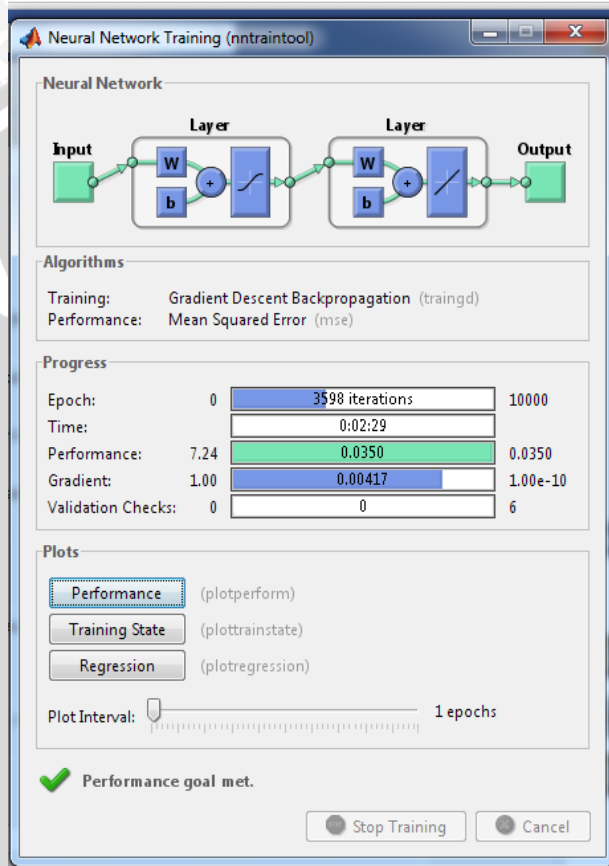 Neural Network Training (nntraintool)
Neural Network
Layer Layer
Input Output
W W
+ +
b b
Algorithms
Training: Gradient Descent Backpropagation (traingd)
Performance: Mean Squared Error (mse)
Progress
Epoch: 0 3598 iterations 10000
Time: 0:02:29
Performance: 7.24 0.0350 0.0350
Gradient: 1.00 0.00417 1.00e-10
Validation Checks: 0 0 6
Plots
Performance (plotperform)
Training State (plottrainstate)
Regression (plotregression)
Plot Interval: 1 epochs
Performance goal met.
Stop Training Cancel